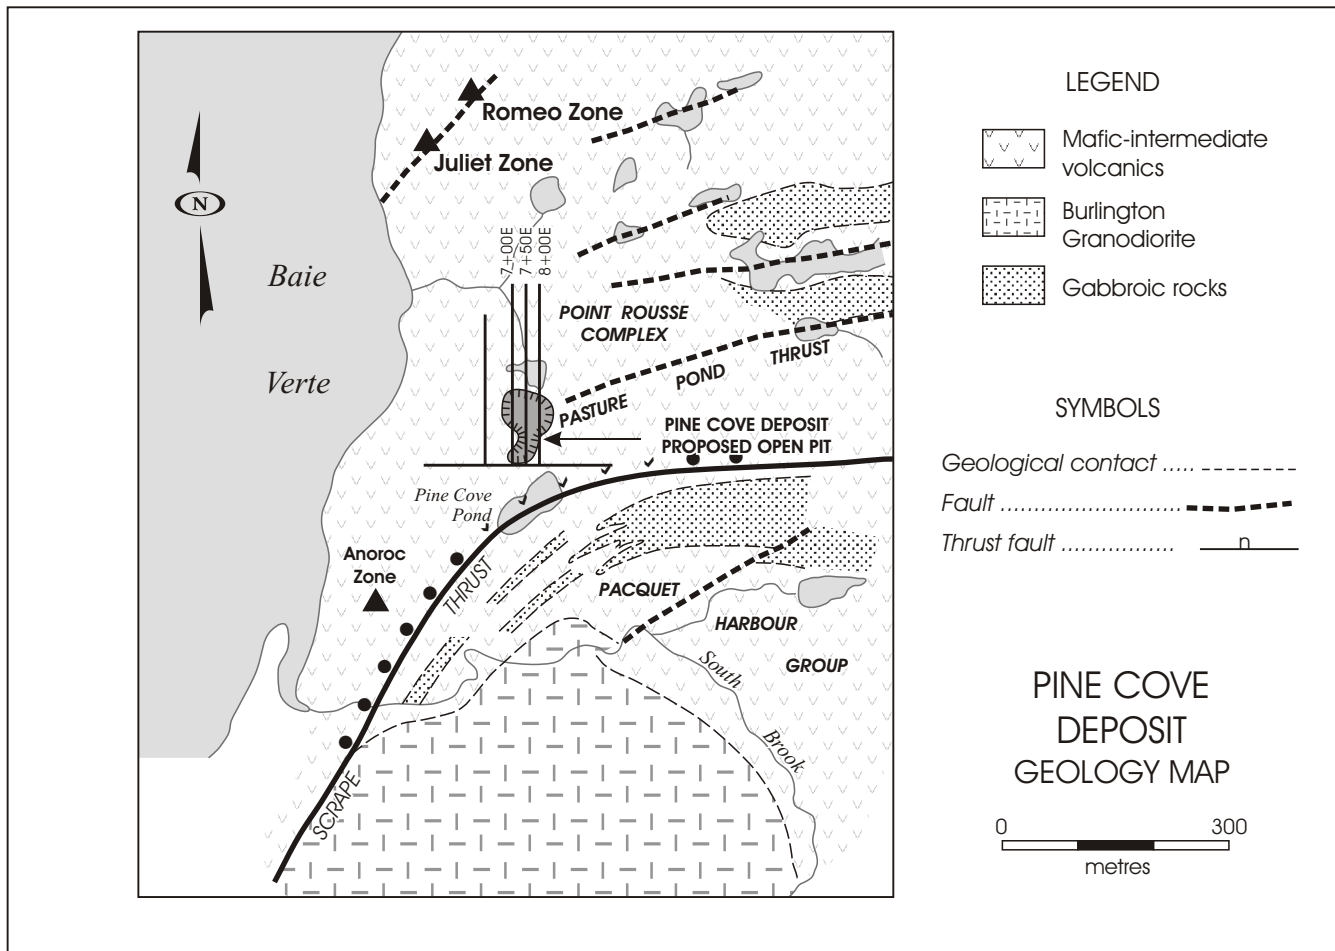 Romeo Zone
Juliet Zone
N
7+00E
7+50E
8+00E
Baie
Verte
POINT ROUSSE
COMPLEX
PASTURE POND THRUST
PINE COVE DEPOSIT
PROPOSED OPEN PIT
Pine Cove
Pond
Anoroc
Zone
SCRAPE THRUST
PACQUET
HARBOUR
GROUP
South Brook
LEGEND
Mafic-intermediate
volcanics
Burlington
Granodiorite
Gabbroic rocks
SYMBOLS
Geological contact .....
Fault ...........................
Thrust fault .................
n
PINE COVE
DEPOSIT
GEOLOGY MAP
0 300
metres